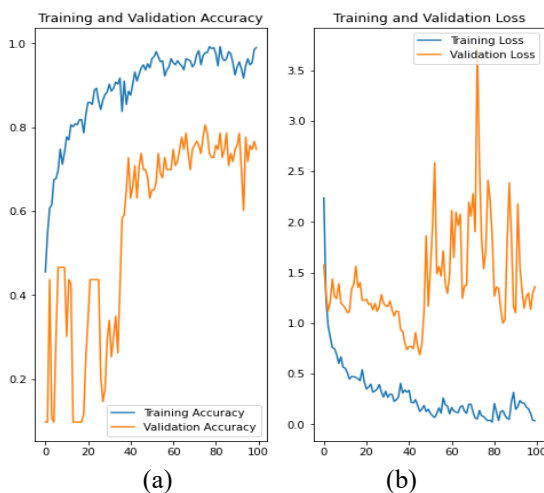 Training and Validation Accuracy
1.0
0.8
0.6
0.4
0.2
Training Accuracy
Validation Accuracy
0 20 40 60 80 100
(a)
Training and Validation Loss
Training Loss
Validation Loss
3.5
3.0
2.5
2.0
1.5
1.0
0.5
0.0
0 20 40 60 80 100
(b)